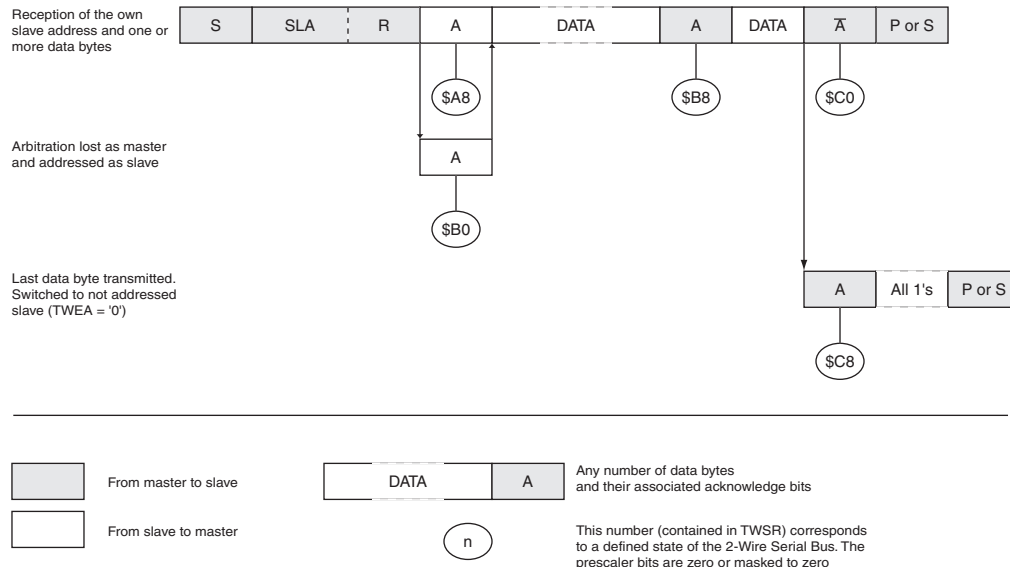 Reception of the own
slave address and one or
more data bytes
S SLA R A DATA A DATA A̅ P or S
$A8 $B8 $C0
Arbitration lost as master
and addressed as slave
A
$B0
Last data byte transmitted.
Switched to not addressed
slave (TWEA = '0')
A All 1's P or S
$C8
From master to slave
DATA A
Any number of data bytes
and their associated acknowledge bits
From slave to master
n
This number (contained in TWSR) corresponds
to a defined state of the 2-Wire Serial Bus. The
prescaler bits are zero or masked to zero